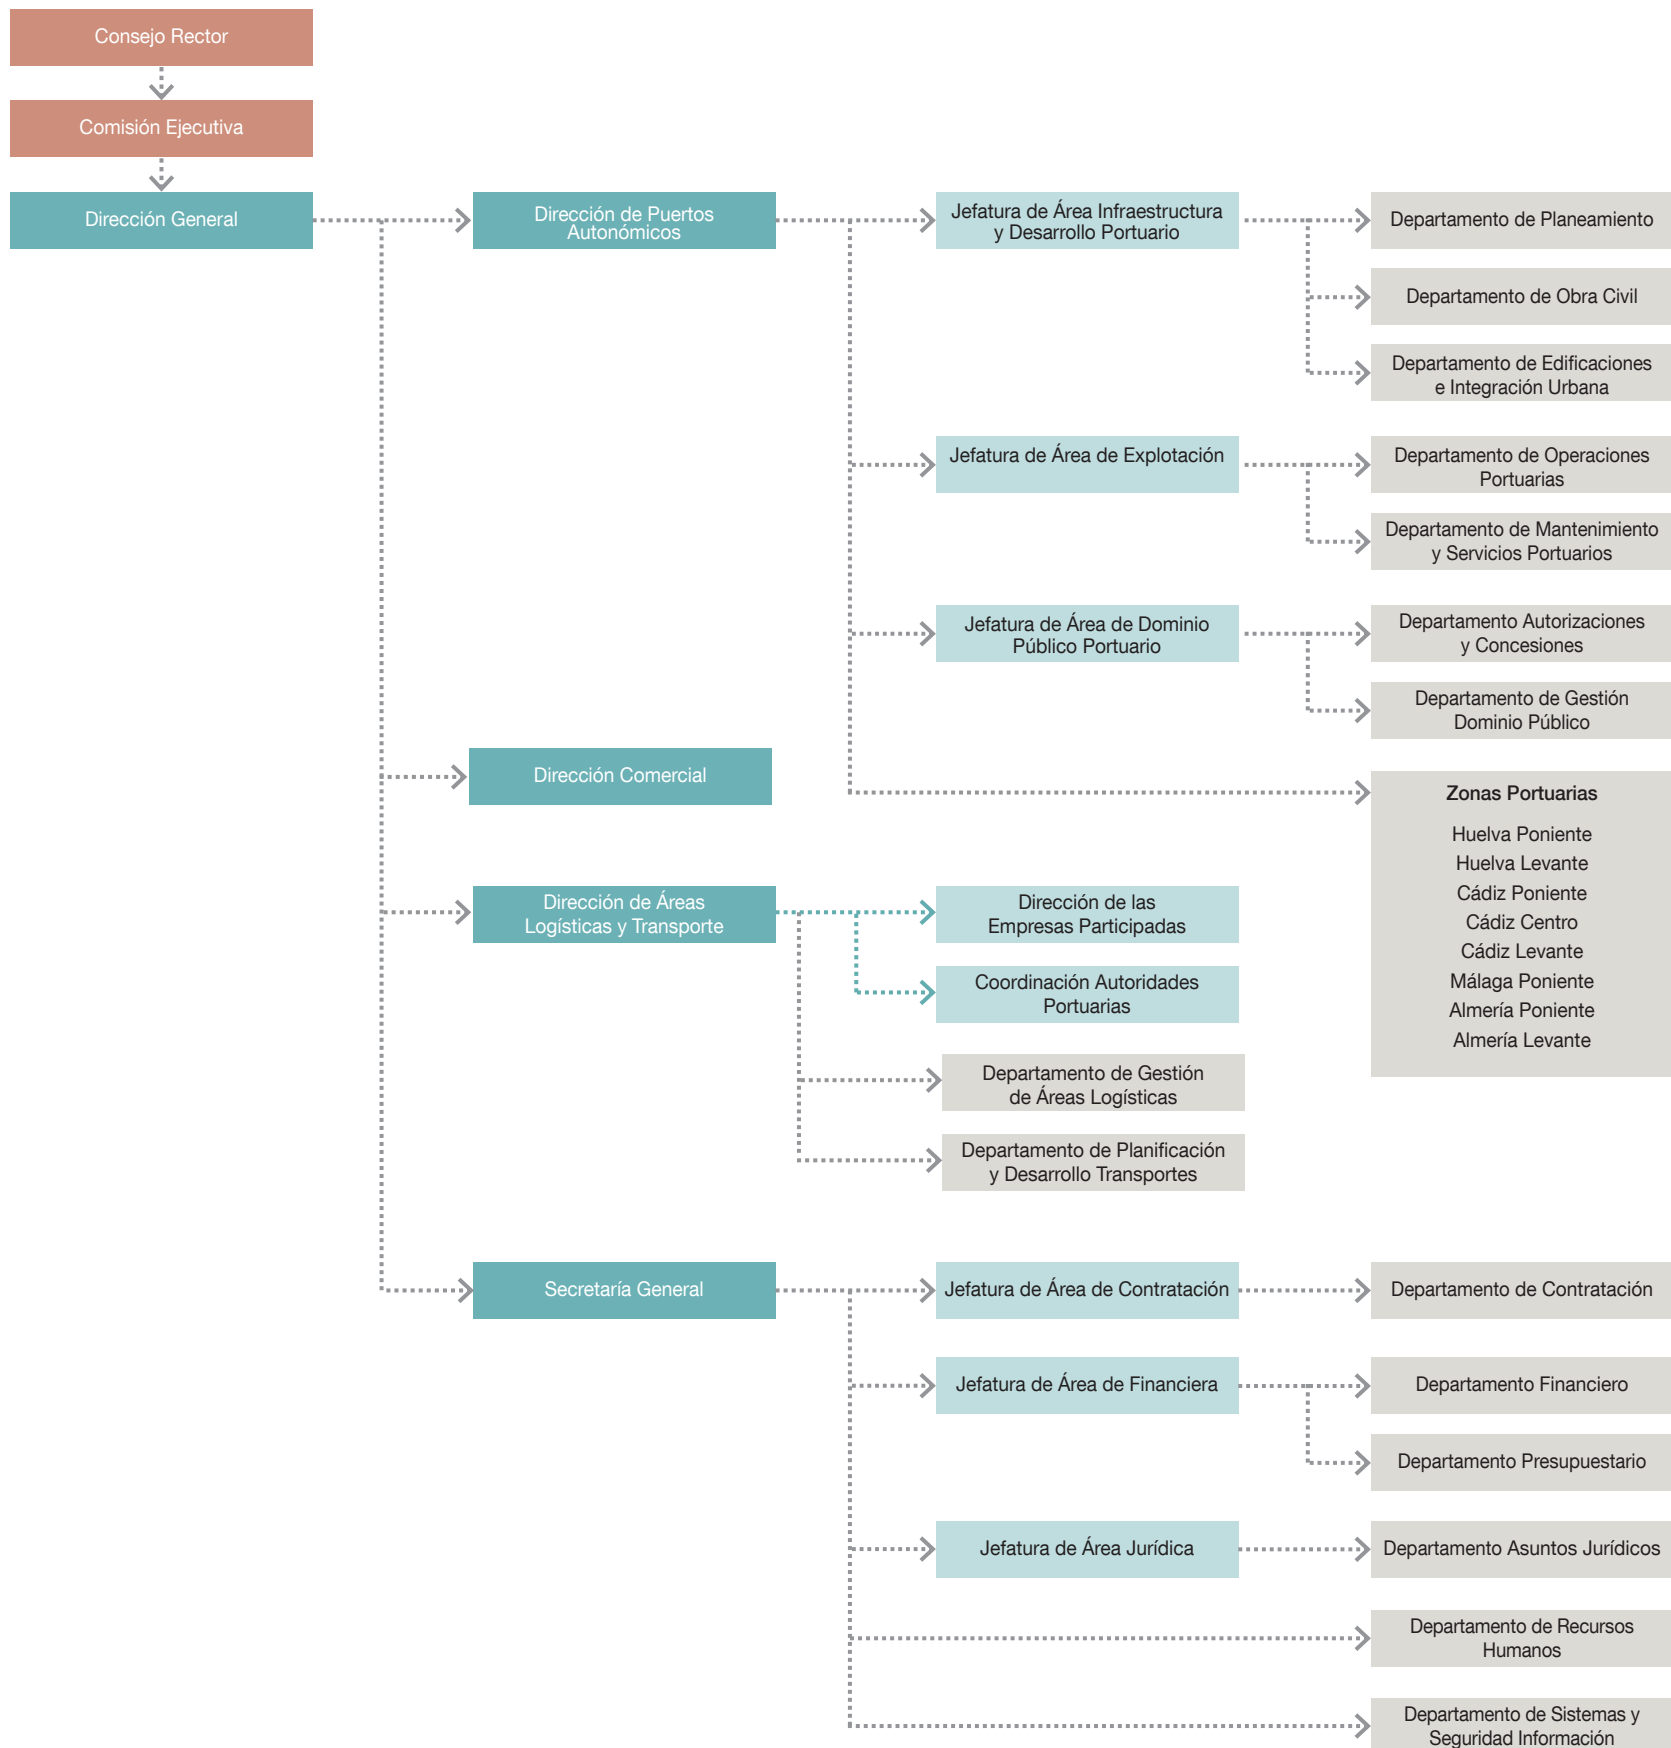 Consejo Rector
Comisión Ejecutiva
Dirección General
Dirección de Puertos
Autonómicos
Jefatura de Área Infraestructura
y Desarrollo Portuario
Departamento de Planeamiento
Departamento de Obra Civil
Departamento de Edificaciones
e Integración Urbana
Jefatura de Área de Explotación
Departamento de Operaciones
Portuarias
Departamento de Mantenimiento
y Servicios Portuarios
Jefatura de Área de Dominio
Público Portuario
Departamento Autorizaciones
y Concesiones
Departamento de Gestión
Dominio Público
Zonas Portuarias
Huelva Poniente
Huelva Levante
Cádiz Poniente
Cádiz Centro
Cádiz Levante
Málaga Poniente
Almería Poniente
Almería Levante
Dirección Comercial
Dirección de Áreas
Logísticas y Transporte
Dirección de las
Empresas Participadas
Coordinación Autoridades
Portuarias
Departamento de Gestión
de Áreas Logísticas
Departamento de Planificación
y Desarrollo Transportes
Secretaría General
Jefatura de Área de Contratación
Departamento de Contratación
Jefatura de Área de Financiera
Departamento Financiero
Departamento Presupuestario
Jefatura de Área Jurídica
Departamento Asuntos Jurídicos
Departamento de Recursos
Humanos
Departamento de Sistemas y
Seguridad Información